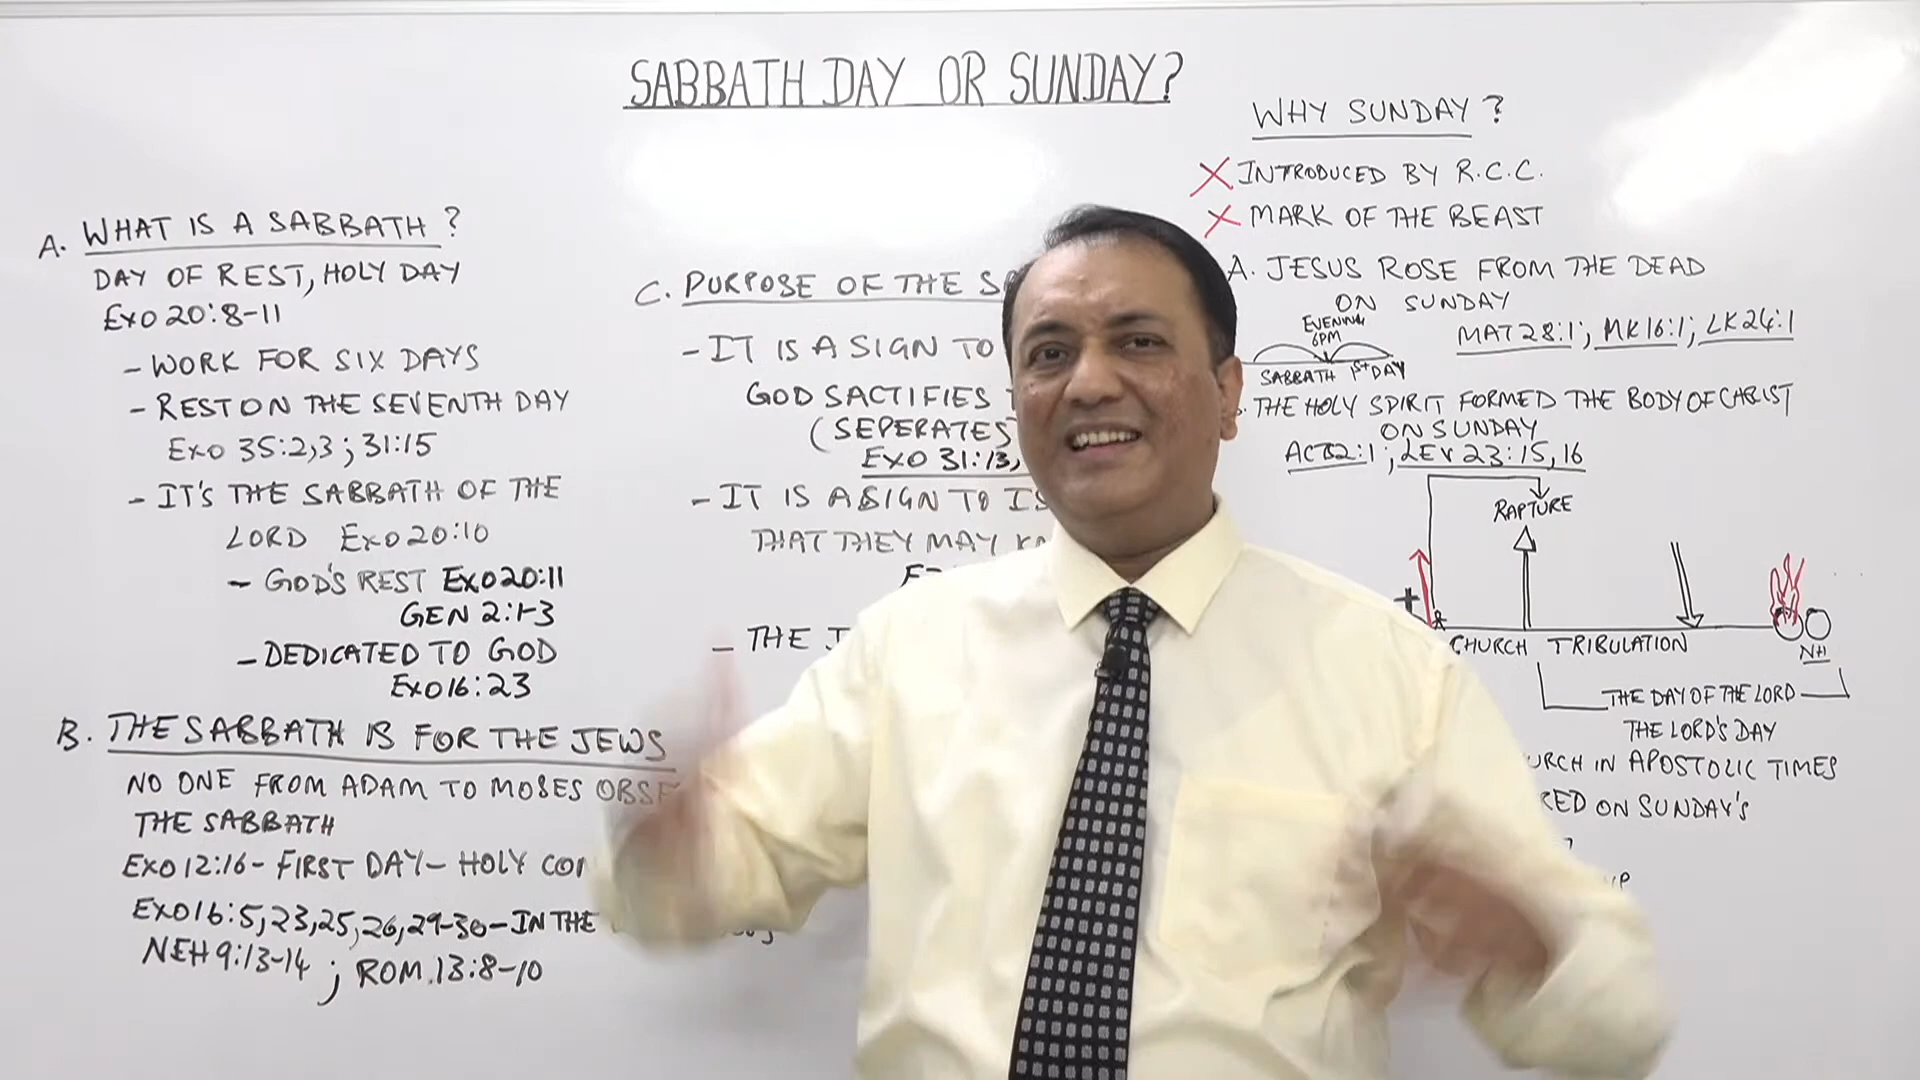 SABBATH DAY OR SUNDAY?
A. WHAT IS A SABBATH?
DAY OF REST, HOLY DAY
EXO 20:8-11
- WORK FOR SIX DAYS
- REST ON THE SEVENTH DAY
EXO 35:2,3 ; 31:15
- IT'S THE SABBATH OF THE
LORD EXO 20:10
- GOD'S REST EXO 20:11
GEN 2:1-3
- DEDICATED TO GOD
EXO 16:23
B. THE SABBATH IS FOR THE JEWS
NO ONE FROM ADAM TO MOSES
THE SABBATH
EXO 12:16 - FIRST DAY - HOLY
EXO 16:5,23,25,26,29-30 - IN THE
NEH 9:13-14 ; ROM. 13:8-10
C. PURPOSE OF THE
- IT IS A SIGN TO
GOD SACTIFIES
(SEPERATES)
EXO 31:13,
- IT IS A SIGN TO
THAT THEY MAY
- THE
WHY SUNDAY?
X INTRODUCED BY R.C.C.
X MARK OF THE BEAST
A. JESUS ROSE FROM THE DEAD
ON SUNDAY
MAT 28:1; MK 16:1; LK 24:1
EVENING
6PM
SABBATH 1ST DAY
THE HOLY SPIRIT FORMED THE BODY OF CHRIST
ON SUNDAY
ACTS 2:1 ; LEV 23:15,16
RAPTURE
CHURCH TRIBULATION
NH
THE DAY OF THE LORD
THE LORD'S DAY
IN APOSTOLIC TIMES
ON SUNDAY'S